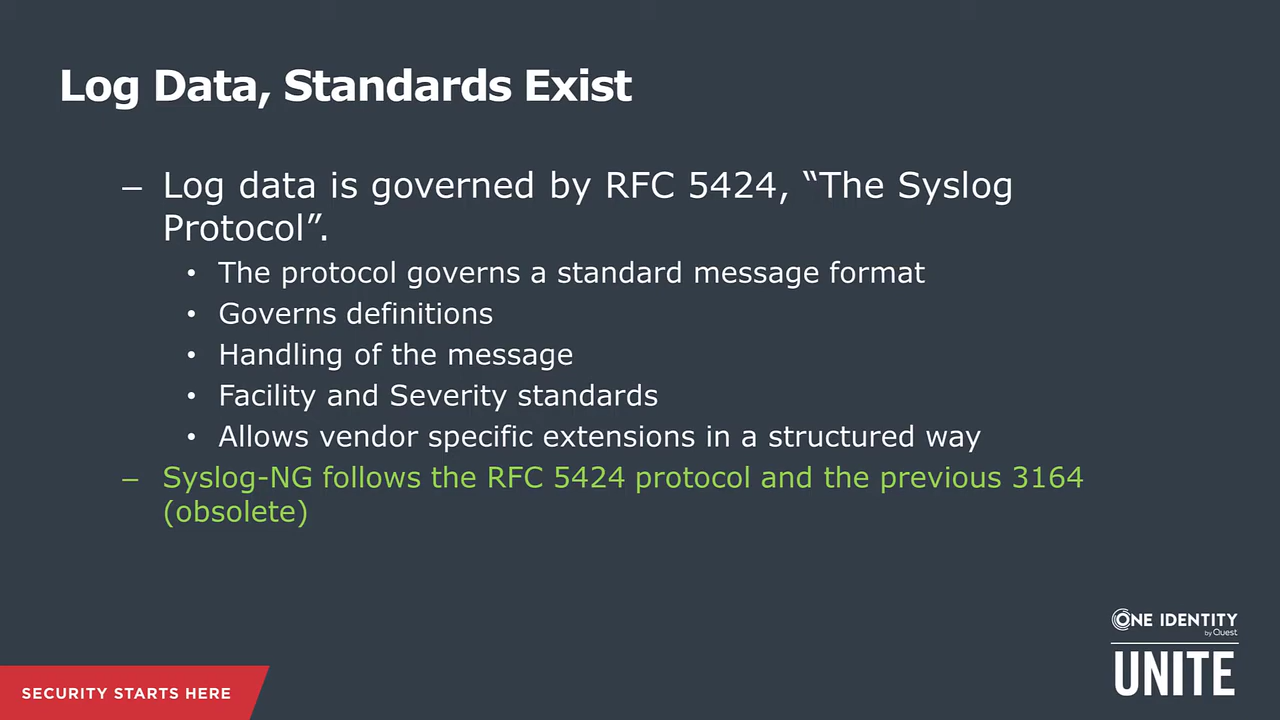 Log Data, Standards Exist
– Log data is governed by RFC 5424, “The Syslog
Protocol”.
• The protocol governs a standard message format
• Governs definitions
• Handling of the message
• Facility and Severity standards
• Allows vendor specific extensions in a structured way
– Syslog-NG follows the RFC 5424 protocol and the previous 3164
(obsolete)
ONE IDENTITY
by Quest
UNITE
SECURITY STARTS HERE